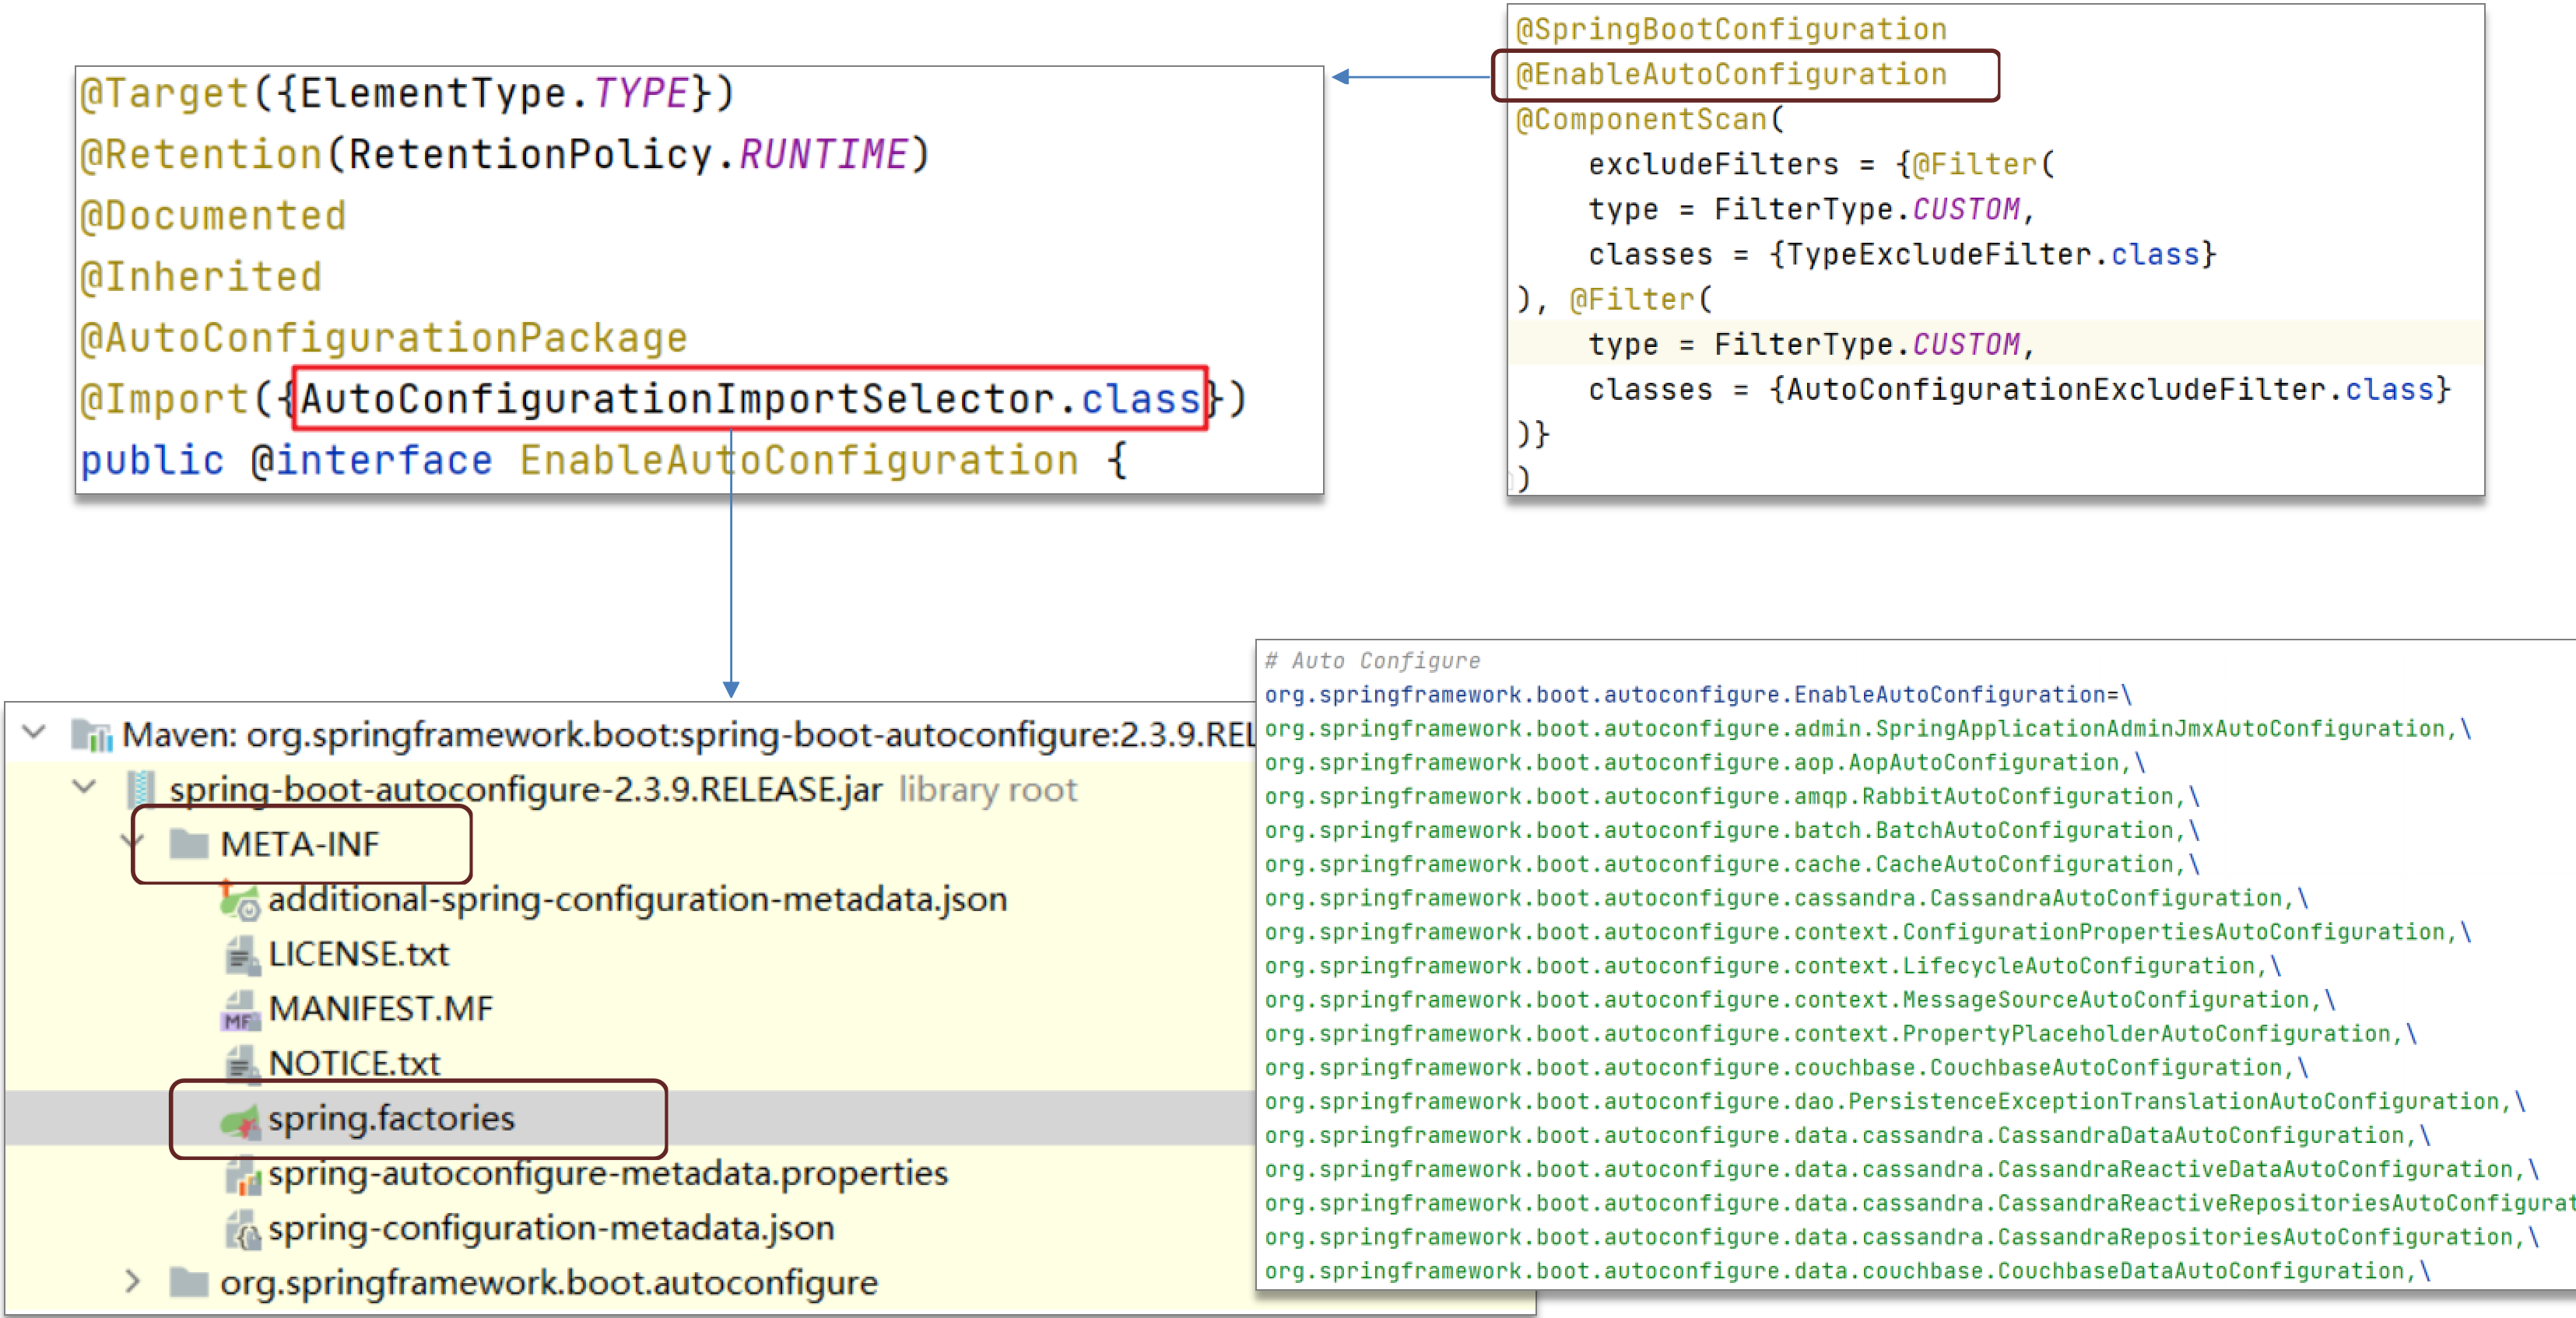 @Target({ElementType.TYPE})
@Retention(RetentionPolicy.RUNTIME)
@Documented
@Inherited
@AutoConfigurationPackage
@Import({AutoConfigurationImportSelector.class})
public @interface EnableAutoConfiguration {
@SpringBootConfiguration
@EnableAutoConfiguration
@ComponentScan(
    excludeFilters = {@Filter(
    type = FilterType.CUSTOM,
    classes = {TypeExcludeFilter.class}
), @Filter(
    type = FilterType.CUSTOM,
    classes = {AutoConfigurationExcludeFilter.class}
)}
)
Maven: org.springframework.boot:spring-boot-autoconfigure:2.3.9.REL
spring-boot-autoconfigure-2.3.9.RELEASE.jar library root
META-INF
additional-spring-configuration-metadata.json
LICENSE.txt
MANIFEST.MF
NOTICE.txt
spring.factories
spring-autoconfigure-metadata.properties
spring-configuration-metadata.json
org.springframework.boot.autoconfigure
# Auto Configure
org.springframework.boot.autoconfigure.EnableAutoConfiguration=\
org.springframework.boot.autoconfigure.admin.SpringApplicationAdminJmxAutoConfiguration,\
org.springframework.boot.autoconfigure.aop.AopAutoConfiguration,\
org.springframework.boot.autoconfigure.amqp.RabbitAutoConfiguration,\
org.springframework.boot.autoconfigure.batch.BatchAutoConfiguration,\
org.springframework.boot.autoconfigure.cache.CacheAutoConfiguration,\
org.springframework.boot.autoconfigure.cassandra.CassandraAutoConfiguration,\
org.springframework.boot.autoconfigure.context.ConfigurationPropertiesAutoConfiguration,\
org.springframework.boot.autoconfigure.context.LifecycleAutoConfiguration,\
org.springframework.boot.autoconfigure.context.MessageSourceAutoConfiguration,\
org.springframework.boot.autoconfigure.context.PropertyPlaceholderAutoConfiguration,\
org.springframework.boot.autoconfigure.couchbase.CouchbaseAutoConfiguration,\
org.springframework.boot.autoconfigure.dao.PersistenceExceptionTranslationAutoConfiguration,\
org.springframework.boot.autoconfigure.data.cassandra.CassandraDataAutoConfiguration,\
org.springframework.boot.autoconfigure.data.cassandra.CassandraReactiveDataAutoConfiguration,\
org.springframework.boot.autoconfigure.data.cassandra.CassandraReactiveRepositoriesAutoConfigurat
org.springframework.boot.autoconfigure.data.cassandra.CassandraRepositoriesAutoConfiguration,\
org.springframework.boot.autoconfigure.data.couchbase.CouchbaseDataAutoConfiguration,\